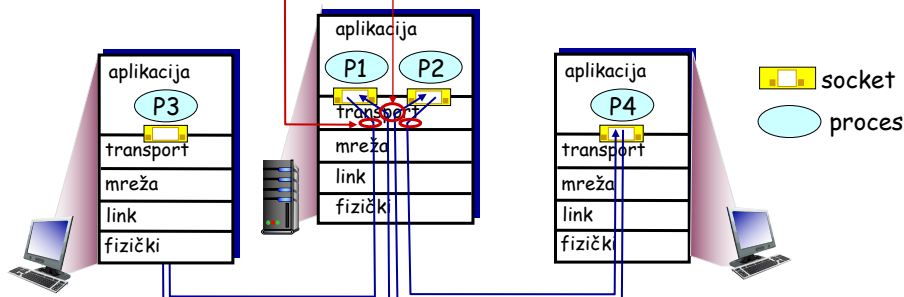 aplikacija
P3
transport
mreža
link
fizički
aplikacija
P1
P2
transport
mreža
link
fizički
aplikacija
P4
transport
mreža
link
fizički
socket
proces